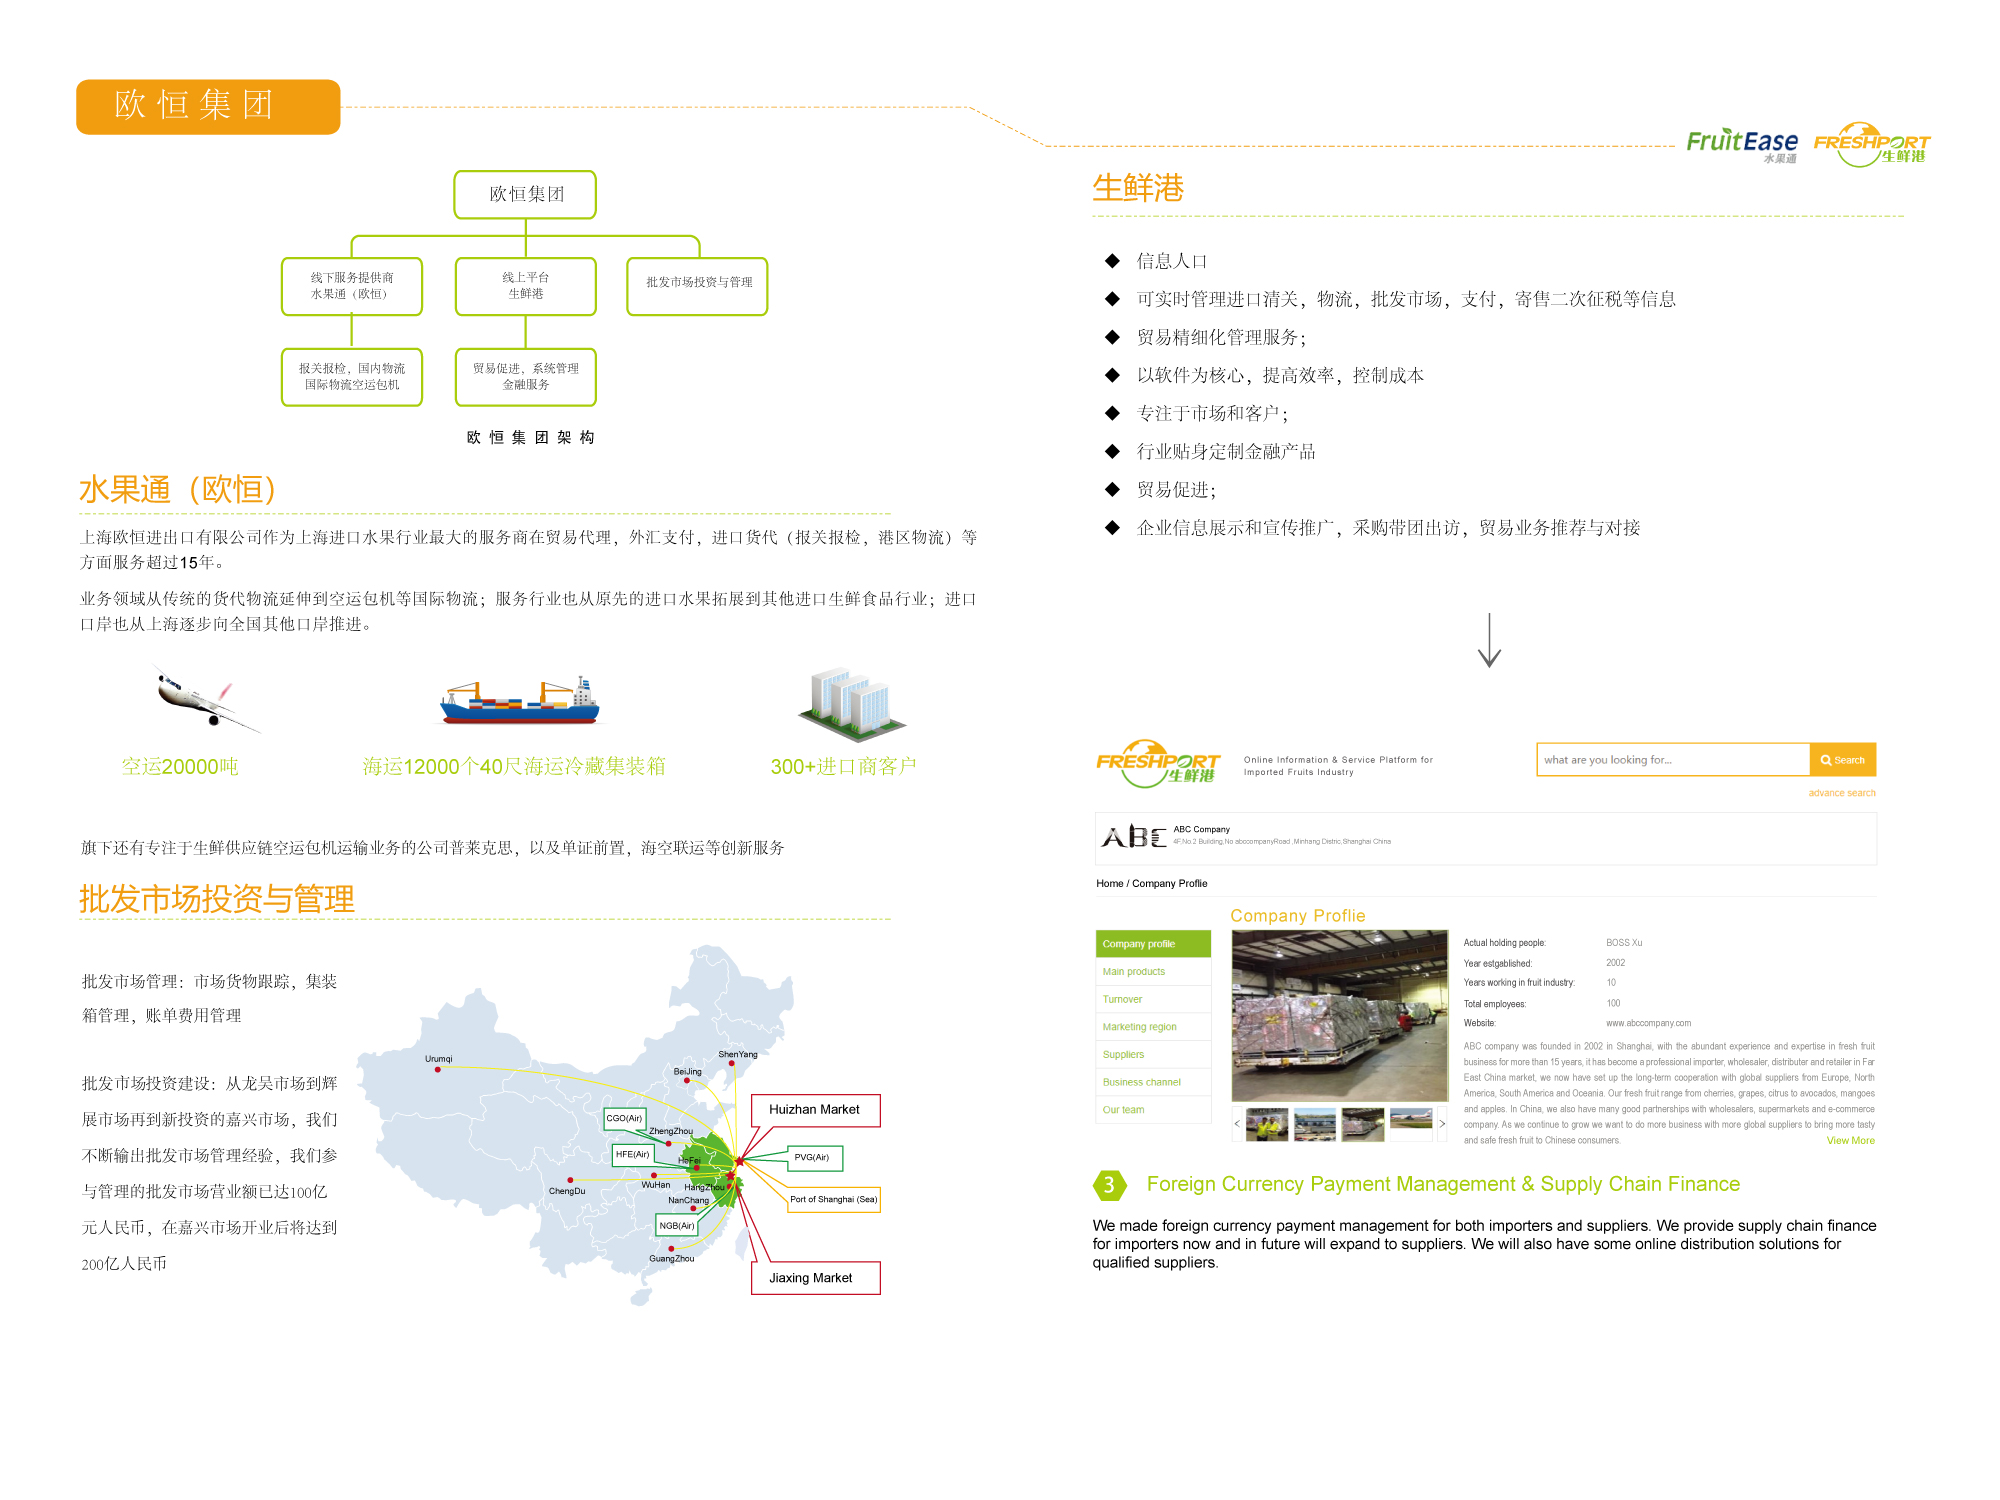 欧恒集团
FruitEase
水果通
FRESHPORT
生鲜港
欧恒集团
线下服务提供商
水果通（欧恒）
线上平台
生鲜港
批发市场投资与管理
报关报检，国内物流
国际物流空运包机
贸易促进、系统管理
金融服务
欧恒集团架构
水果通（欧恒）
上海欧恒进出口有限公司作为上海进口水果行业最大的服务商在贸易代理，外汇支付，进口货代（报关报检，港区物流）等
方面服务超过15年。
业务领域从传统的货代物流延伸到空运包机等国际物流；服务行业也从原先的进口水果拓展到其他进口生鲜食品行业；进口
口岸也从上海逐步向全国其他口岸推进。
空运20000吨
海运12000个40尺海运冷藏集装箱
300+进口商客户
旗下还有专注于生鲜供应链空运包机运输业务的公司普莱克思，以及单证前置，海空联运等创新服务
批发市场投资与管理
批发市场管理：市场货物跟踪，集装
箱管理，账单费用管理
批发市场投资建设：从龙吴市场到辉
展市场再到新投资的嘉兴市场，我们
不断输出批发市场管理经验，我们参
与管理的批发市场营业额已达100亿
元人民币，在嘉兴市场开业后将达到
200亿人民币
Urumqi
ShenYang
BeiJing
CGO(Air)
ZhengZhou
HFE(Air)
HeFei
ChengDu
WuHan
HangZhou
NanChang
NGB(Air)
GuangZhou
Huizhan Market
PVG(Air)
Port of Shanghai (Sea)
Jiaxing Market
生鲜港
◆ 信息人口
◆ 可实时管理进口清关，物流，批发市场，支付，寄售二次征税等信息
◆ 贸易精细化管理服务；
◆ 以软件为核心，提高效率，控制成本
◆ 专注于市场和客户；
◆ 行业贴身定制金融产品
◆ 贸易促进；
◆ 企业信息展示和宣传推广，采购带团出访，贸易业务推荐与对接
FRESHPORT
生鲜港
Online Information & Service Platform for
Imported Fruits Industry
what are you looking for...
Search
advance search
ABC
ABC Company
4F,No.2 Building,No abccompanyRoad ,Minhang Distric,Shanghai China
Home / Company Proflie
Company Proflie
Company profile
Main products
Turnover
Marketing region
Suppliers
Business channel
Our team
< >
Actual holding people: BOSS Xu
Year estgablished: 2002
Years working in fruit industry: 10
Total employees: 100
Website: www.abccompany.com
ABC company was founded in 2002 in Shanghai, with the abundant experience and expertise in fresh fruit
business for more than 15 years, it has become a professional importer, wholesaler, distributer and retailer in Far
East China market, we now have set up the long-term cooperation with global suppliers from Europe, North
America, South America and Oceania. Our fresh fruit range from cherries, grapes, citrus to avocados, mangoes
and apples. In China, we also have many good partnerships with wholesalers, supermarkets and e-commerce
company. As we continue to grow we want to do more business with more global suppliers to bring more tasty
and safe fresh fruit to Chinese consumers.
View More
3 Foreign Currency Payment Management & Supply Chain Finance
We made foreign currency payment management for both importers and suppliers. We provide supply chain finance
for importers now and in future will expand to suppliers. We will also have some online distribution solutions for
qualified suppliers.